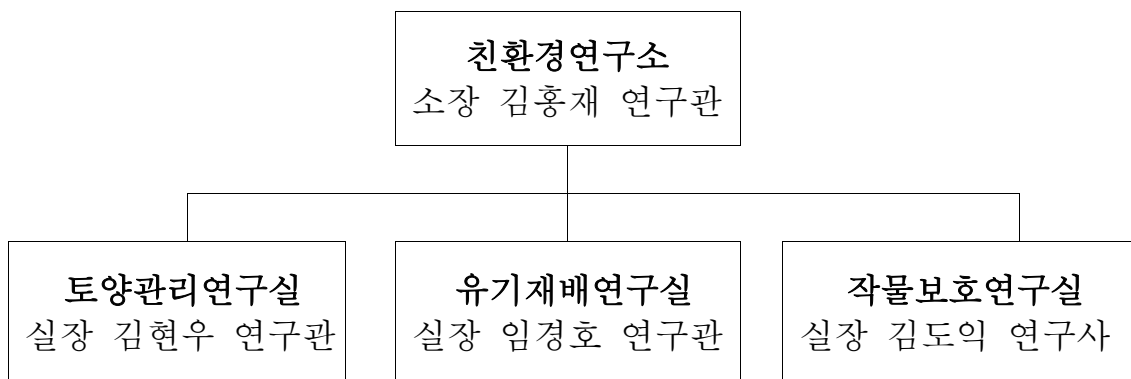 친환경연구소
소장 김홍재 연구관
토양관리연구실
실장 김현우 연구관
유기재배연구실
실장 임경호 연구관
작물보호연구실
실장 김도익 연구사